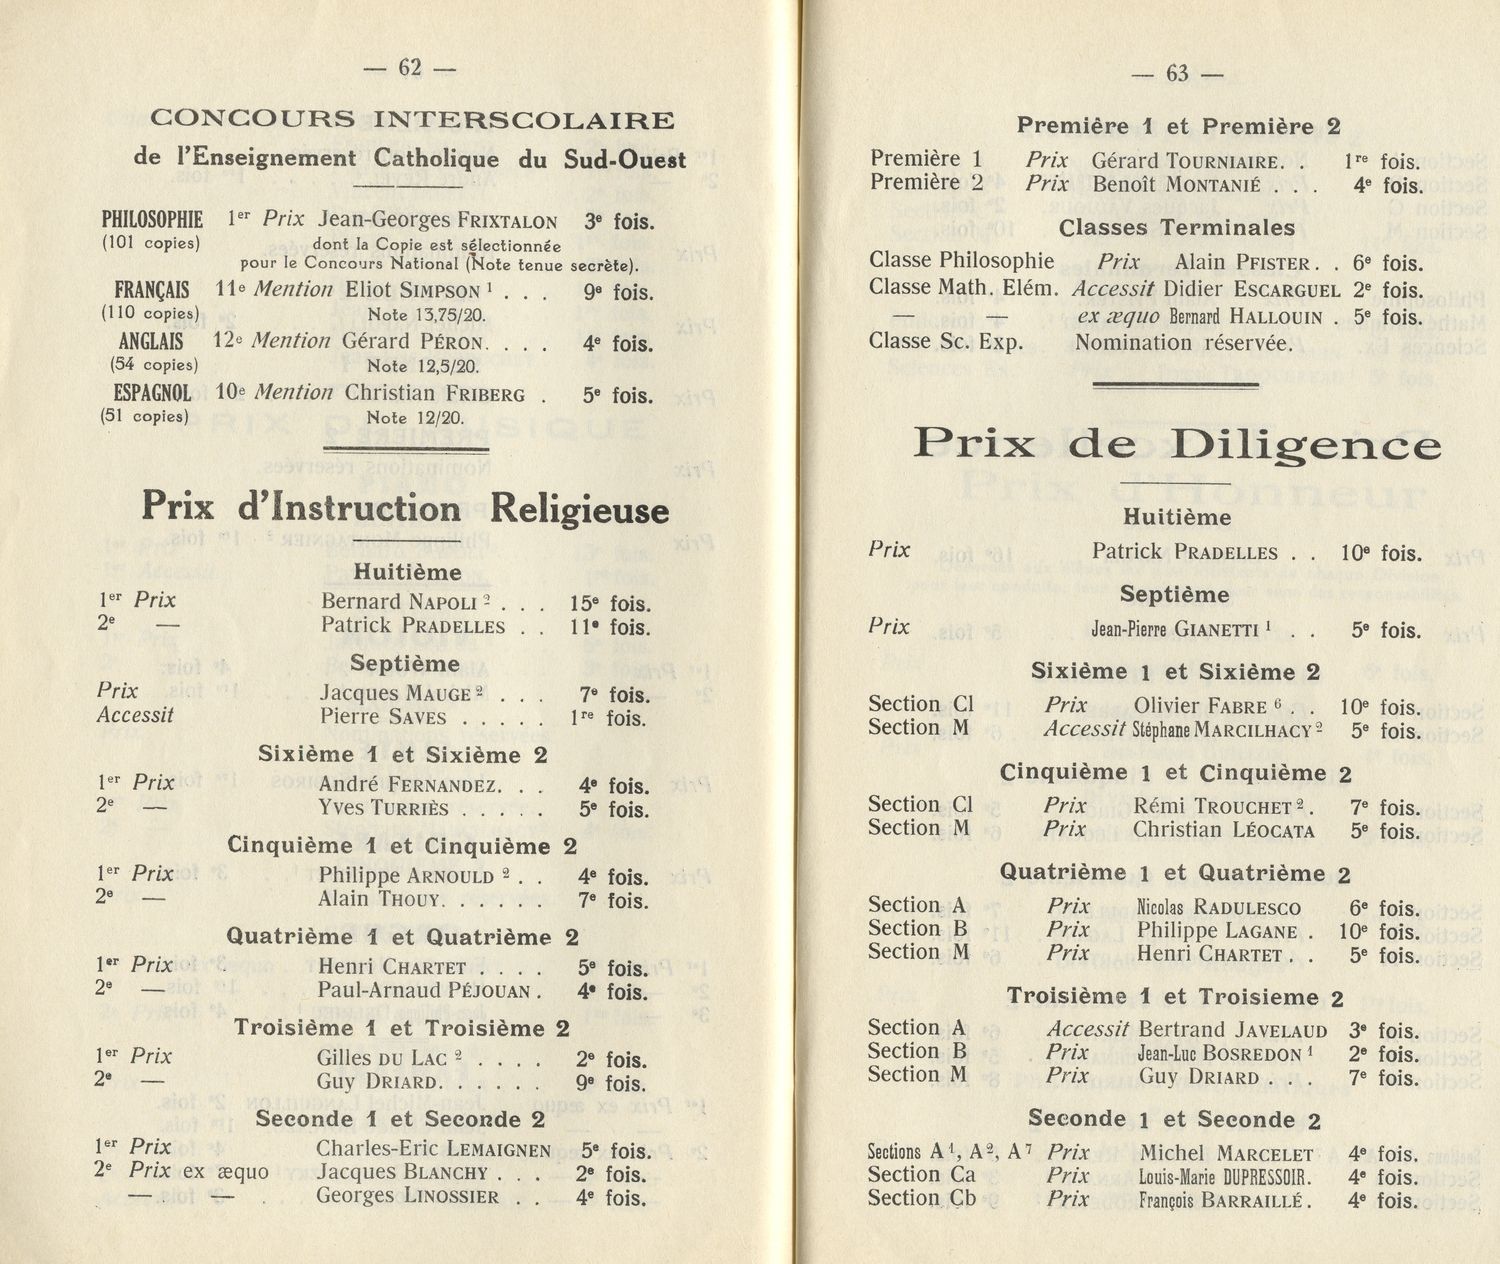 — 62 —
CONCOURS INTERSCOLAIRE
de l'Enseignement Catholique du Sud-Ouest
PHILOSOPHIE 1er Prix Jean-Georges FRIXTALON 3e fois.
(101 copies) dont la Copie est sélectionnée
pour le Concours National (Note tenue secrète).
FRANÇAIS 11e Mention Eliot SIMPSON 1 . . . 9e fois.
(110 copies) Note 13,75/20.
ANGLAIS 12e Mention Gérard PÉRON. . . . 4e fois.
(54 copies) Note 12,5/20.
ESPAGNOL 10e Mention Christian FRIBERG . 5e fois.
(51 copies) Note 12/20.
Prix d'Instruction Religieuse
Huitième
1er Prix Bernard NAPOLI 2 . . . 15e fois.
2e — Patrick PRADELLES . . 11e fois.
Septième
Prix Jacques MAUGE 2 . . . 7e fois.
Accessit Pierre SAVES . . . . . 1re fois.
Sixième 1 et Sixième 2
1er Prix André FERNANDEZ. . . 4e fois.
2e — Yves TURRIÈS . . . . . 5e fois.
Cinquième 1 et Cinquième 2
1er Prix Philippe ARNOULD 2 . . 4e fois.
2e — Alain THOUY. . . . . . 7e fois.
Quatrième 1 et Quatrième 2
1er Prix Henri CHARTET . . . . 5e fois.
2e — Paul-Arnaud PÉJOUAN . 4e fois.
Troisième 1 et Troisième 2
1er Prix Gilles DU LAC 2 . . . . 2e fois.
2e — Guy DRIARD. . . . . . 9e fois.
Seconde 1 et Seconde 2
1er Prix Charles-Eric LEMAIGNEN 5e fois.
2e Prix ex æquo Jacques BLANCHY . . . 2e fois.
— — Georges LINOSSIER . . 4e fois.
— 63 —
Première 1 et Première 2
Première 1 Prix Gérard TOURNIAIRE. . 1re fois.
Première 2 Prix Benoît MONTANIÉ . . . 4e fois.
Classes Terminales
Classe Philosophie Prix Alain PFISTER. . 6e fois.
Classe Math. Elém. Accessit Didier ESCARGUEL 2e fois.
— — ex æquo Bernard HALLOUIN . 5e fois.
Classe Sc. Exp. Nomination réservée.
Prix de Diligence
Huitième
Prix Patrick PRADELLES . . 10e fois.
Septième
Prix Jean-Pierre GIANETTI 1 . . 5e fois.
Sixième 1 et Sixième 2
Section Cl Prix Olivier FABRE 6 . . 10e fois.
Section M Accessit Stéphane MARCILHACY 2 5e fois.
Cinquième 1 et Cinquième 2
Section Cl Prix Rémi TROUCHET 2 . 7e fois.
Section M Prix Christian LÉOCATA 5e fois.
Quatrième 1 et Quatrième 2
Section A Prix Nicolas RADULESCO 6e fois.
Section B Prix Philippe LAGANE . 10e fois.
Section M Prix Henri CHARTET . . 5e fois.
Troisième 1 et Troisieme 2
Section A Accessit Bertrand JAVELAUD 3e fois.
Section B Prix Jean-Luc BOSREDON 1 2e fois.
Section M Prix Guy DRIARD . . . 7e fois.
Seconde 1 et Seconde 2
Sections A 1, A 2, A 7 Prix Michel MARCELET 4e fois.
Section Ca Prix Louis-Marie DUPRESSOIR. 4e fois.
Section Cb Prix François BARRAILLÉ . 4e fois.